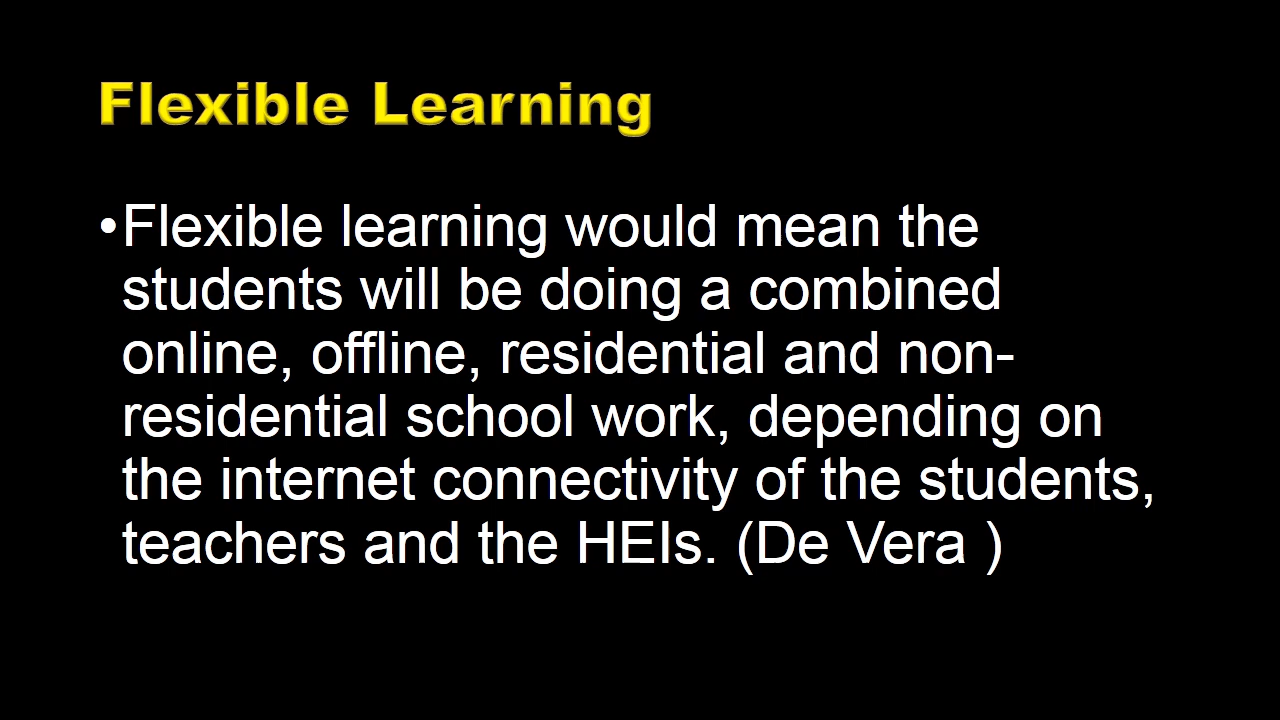 Flexible Learning
•Flexible learning would mean the
students will be doing a combined
online, offline, residential and non-
residential school work, depending on
the internet connectivity of the students,
teachers and the HEIs. (De Vera )